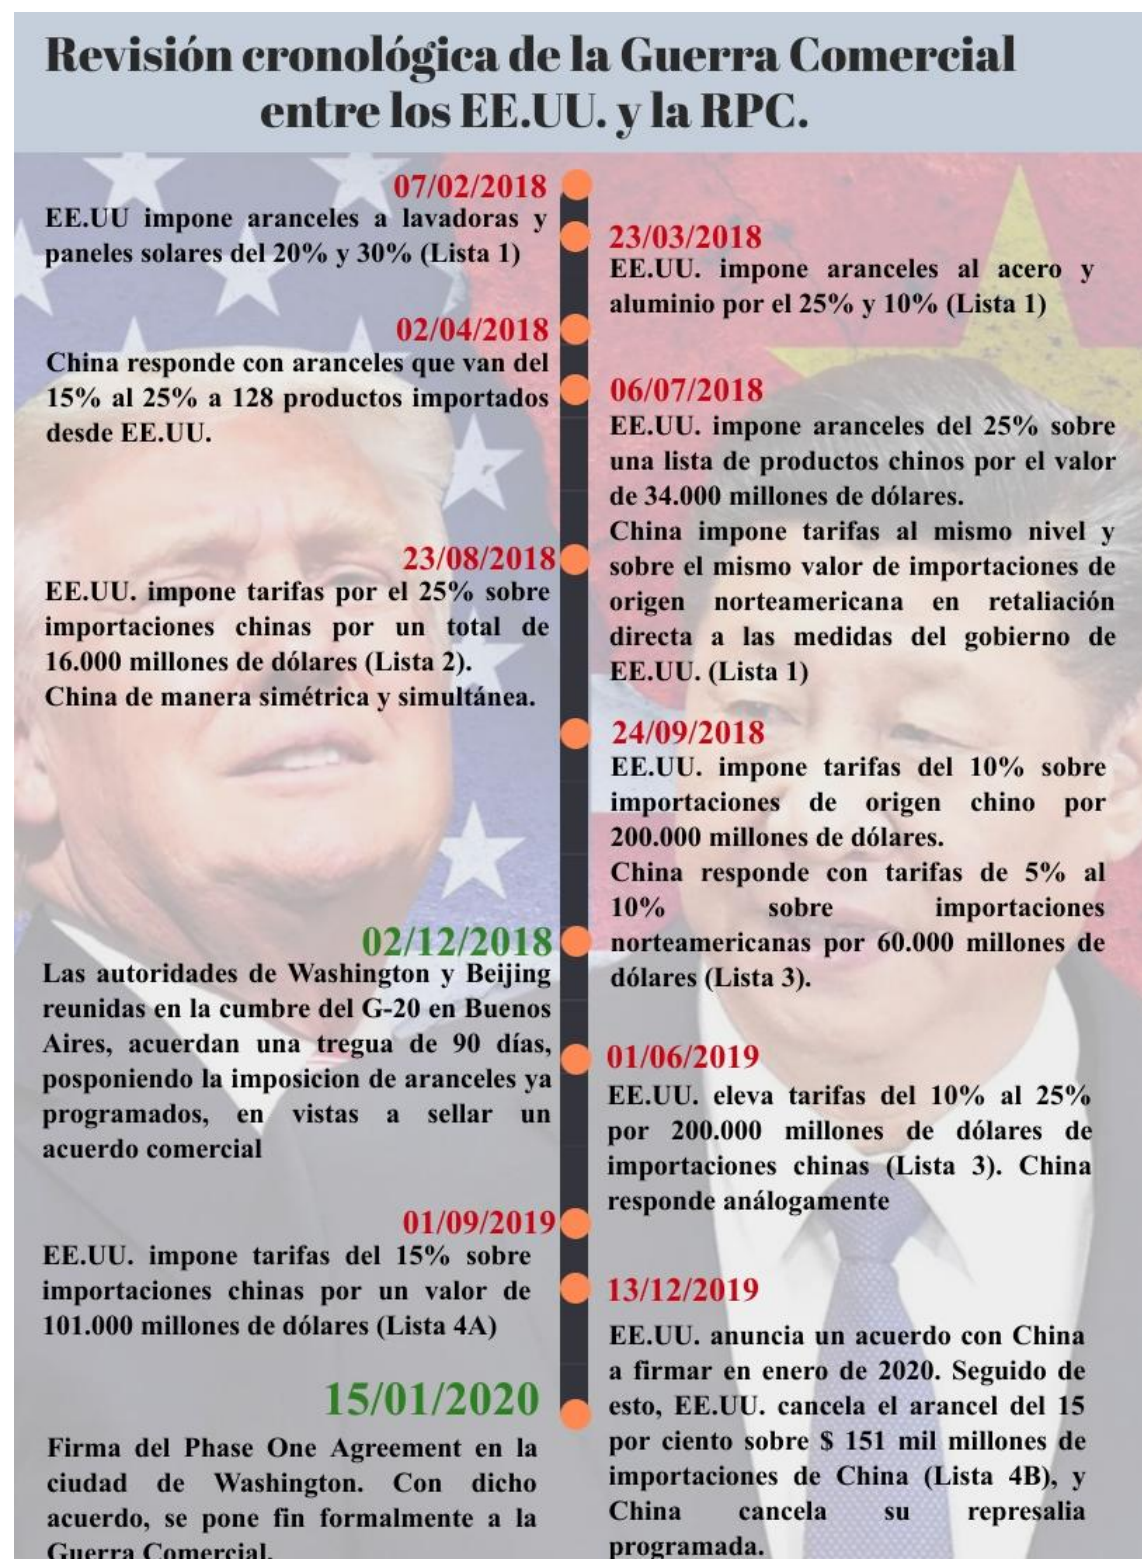 Revisión cronológica de la Guerra Comercial
entre los EE.UU. y la RPC.
07/02/2018
EE.UU impone aranceles a lavadoras y
paneles solares del 20% y 30% (Lista 1)
23/03/2018
EE.UU. impone aranceles al acero y
aluminio por el 25% y 10% (Lista 1)
02/04/2018
China responde con aranceles que van del
15% al 25% a 128 productos importados
desde EE.UU.
06/07/2018
EE.UU. impone aranceles del 25% sobre
una lista de productos chinos por el valor
de 34.000 millones de dólares.
China impone tarifas al mismo nivel y
sobre el mismo valor de importaciones de
origen norteamericana en retaliación
directa a las medidas del gobierno de
EE.UU. (Lista 1)
23/08/2018
EE.UU. impone tarifas por el 25% sobre
importaciones chinas por un total de
16.000 millones de dólares (Lista 2).
China de manera simétrica y simultánea.
24/09/2018
EE.UU. impone tarifas del 10% sobre
importaciones de origen chino por
200.000 millones de dólares.
China responde con tarifas de 5% al
10% sobre importaciones
norteamericanas por 60.000 millones de
dólares (Lista 3).
02/12/2018
Las autoridades de Washington y Beijing
reunidas en la cumbre del G-20 en Buenos
Aires, acuerdan una tregua de 90 días,
posponiendo la imposicion de aranceles ya
programados, en vistas a sellar un
acuerdo comercial
01/06/2019
EE.UU. eleva tarifas del 10% al 25%
por 200.000 millones de dólares de
importaciones chinas (Lista 3). China
responde análogamente
01/09/2019
EE.UU. impone tarifas del 15% sobre
importaciones chinas por un valor de
101.000 millones de dólares (Lista 4A)
13/12/2019
EE.UU. anuncia un acuerdo con China
a firmar en enero de 2020. Seguido de
esto, EE.UU. cancela el arancel del 15
por ciento sobre $ 151 mil millones de
importaciones de China (Lista 4B), y
China cancela su represalia
programada.
15/01/2020
Firma del Phase One Agreement en la
ciudad de Washington. Con dicho
acuerdo, se pone fin formalmente a la
Guerra Comercial.